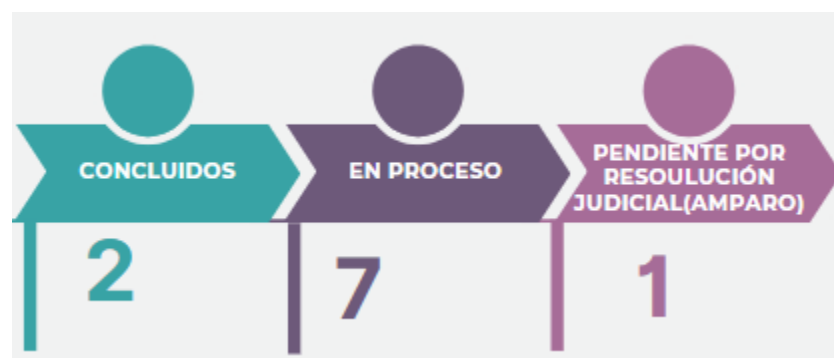 CONCLUIDOS
EN PROCESO
PENDIENTE POR
RESOULUCIÓN
JUDICIAL(AMPARO)
2
7
1